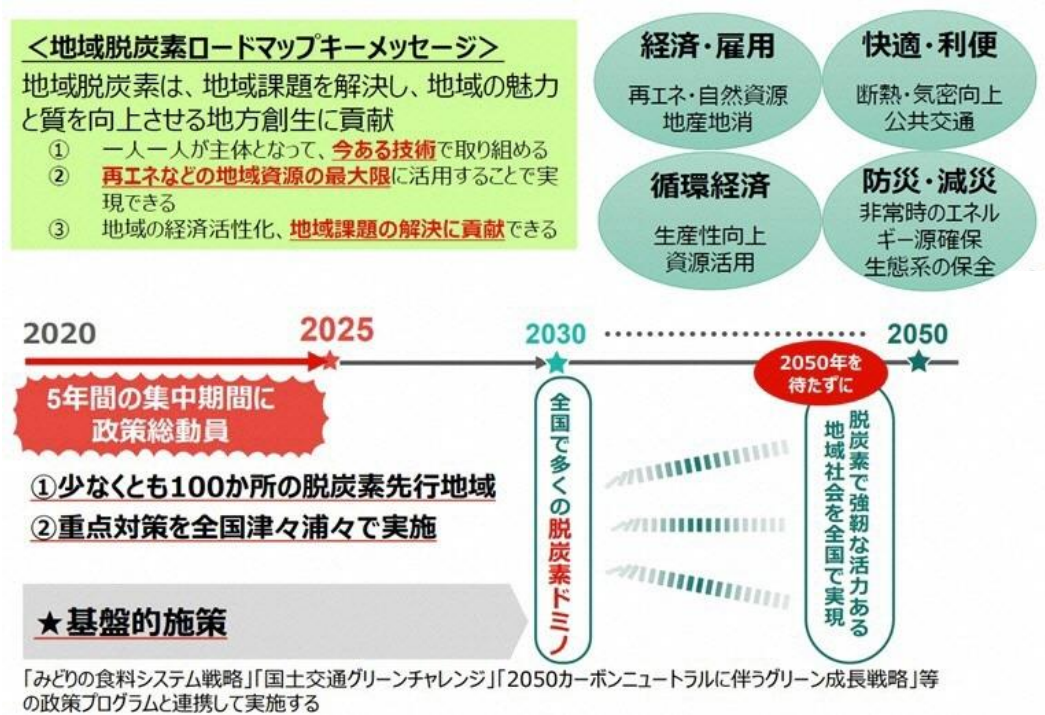 <地域脱炭素ロードマップキーメッセージ>
地域脱炭素は、地域課題を解決し、地域の魅力
と質を向上させる地方創生に貢献
① 一人一人が主体となって、今ある技術で取り組める
② 再エネなどの地域資源の最大限に活用することで実
現できる
③ 地域の経済活性化、地域課題の解決に貢献できる
経済・雇用
再エネ・自然資源
地産地消
快適・利便
断熱・気密向上
公共交通
循環経済
生産性向上
資源活用
防災・減災
非常時のエネル
ギー源確保
生態系の保全
2020
2025
2030
2050
5年間の集中期間に
政策総動員
①少なくとも100か所の脱炭素先行地域
②重点対策を全国津々浦々で実施
★基盤的施策
全国で多くの脱炭素ドミノ
2050年を
待たずに
脱炭素で強靭な活力ある
地域社会を全国で実現
「みどりの食料システム戦略」「国土交通グリーンチャレンジ」「2050カーボンニュートラルに伴うグリーン成長戦略」等
の政策プログラムと連携して実施する